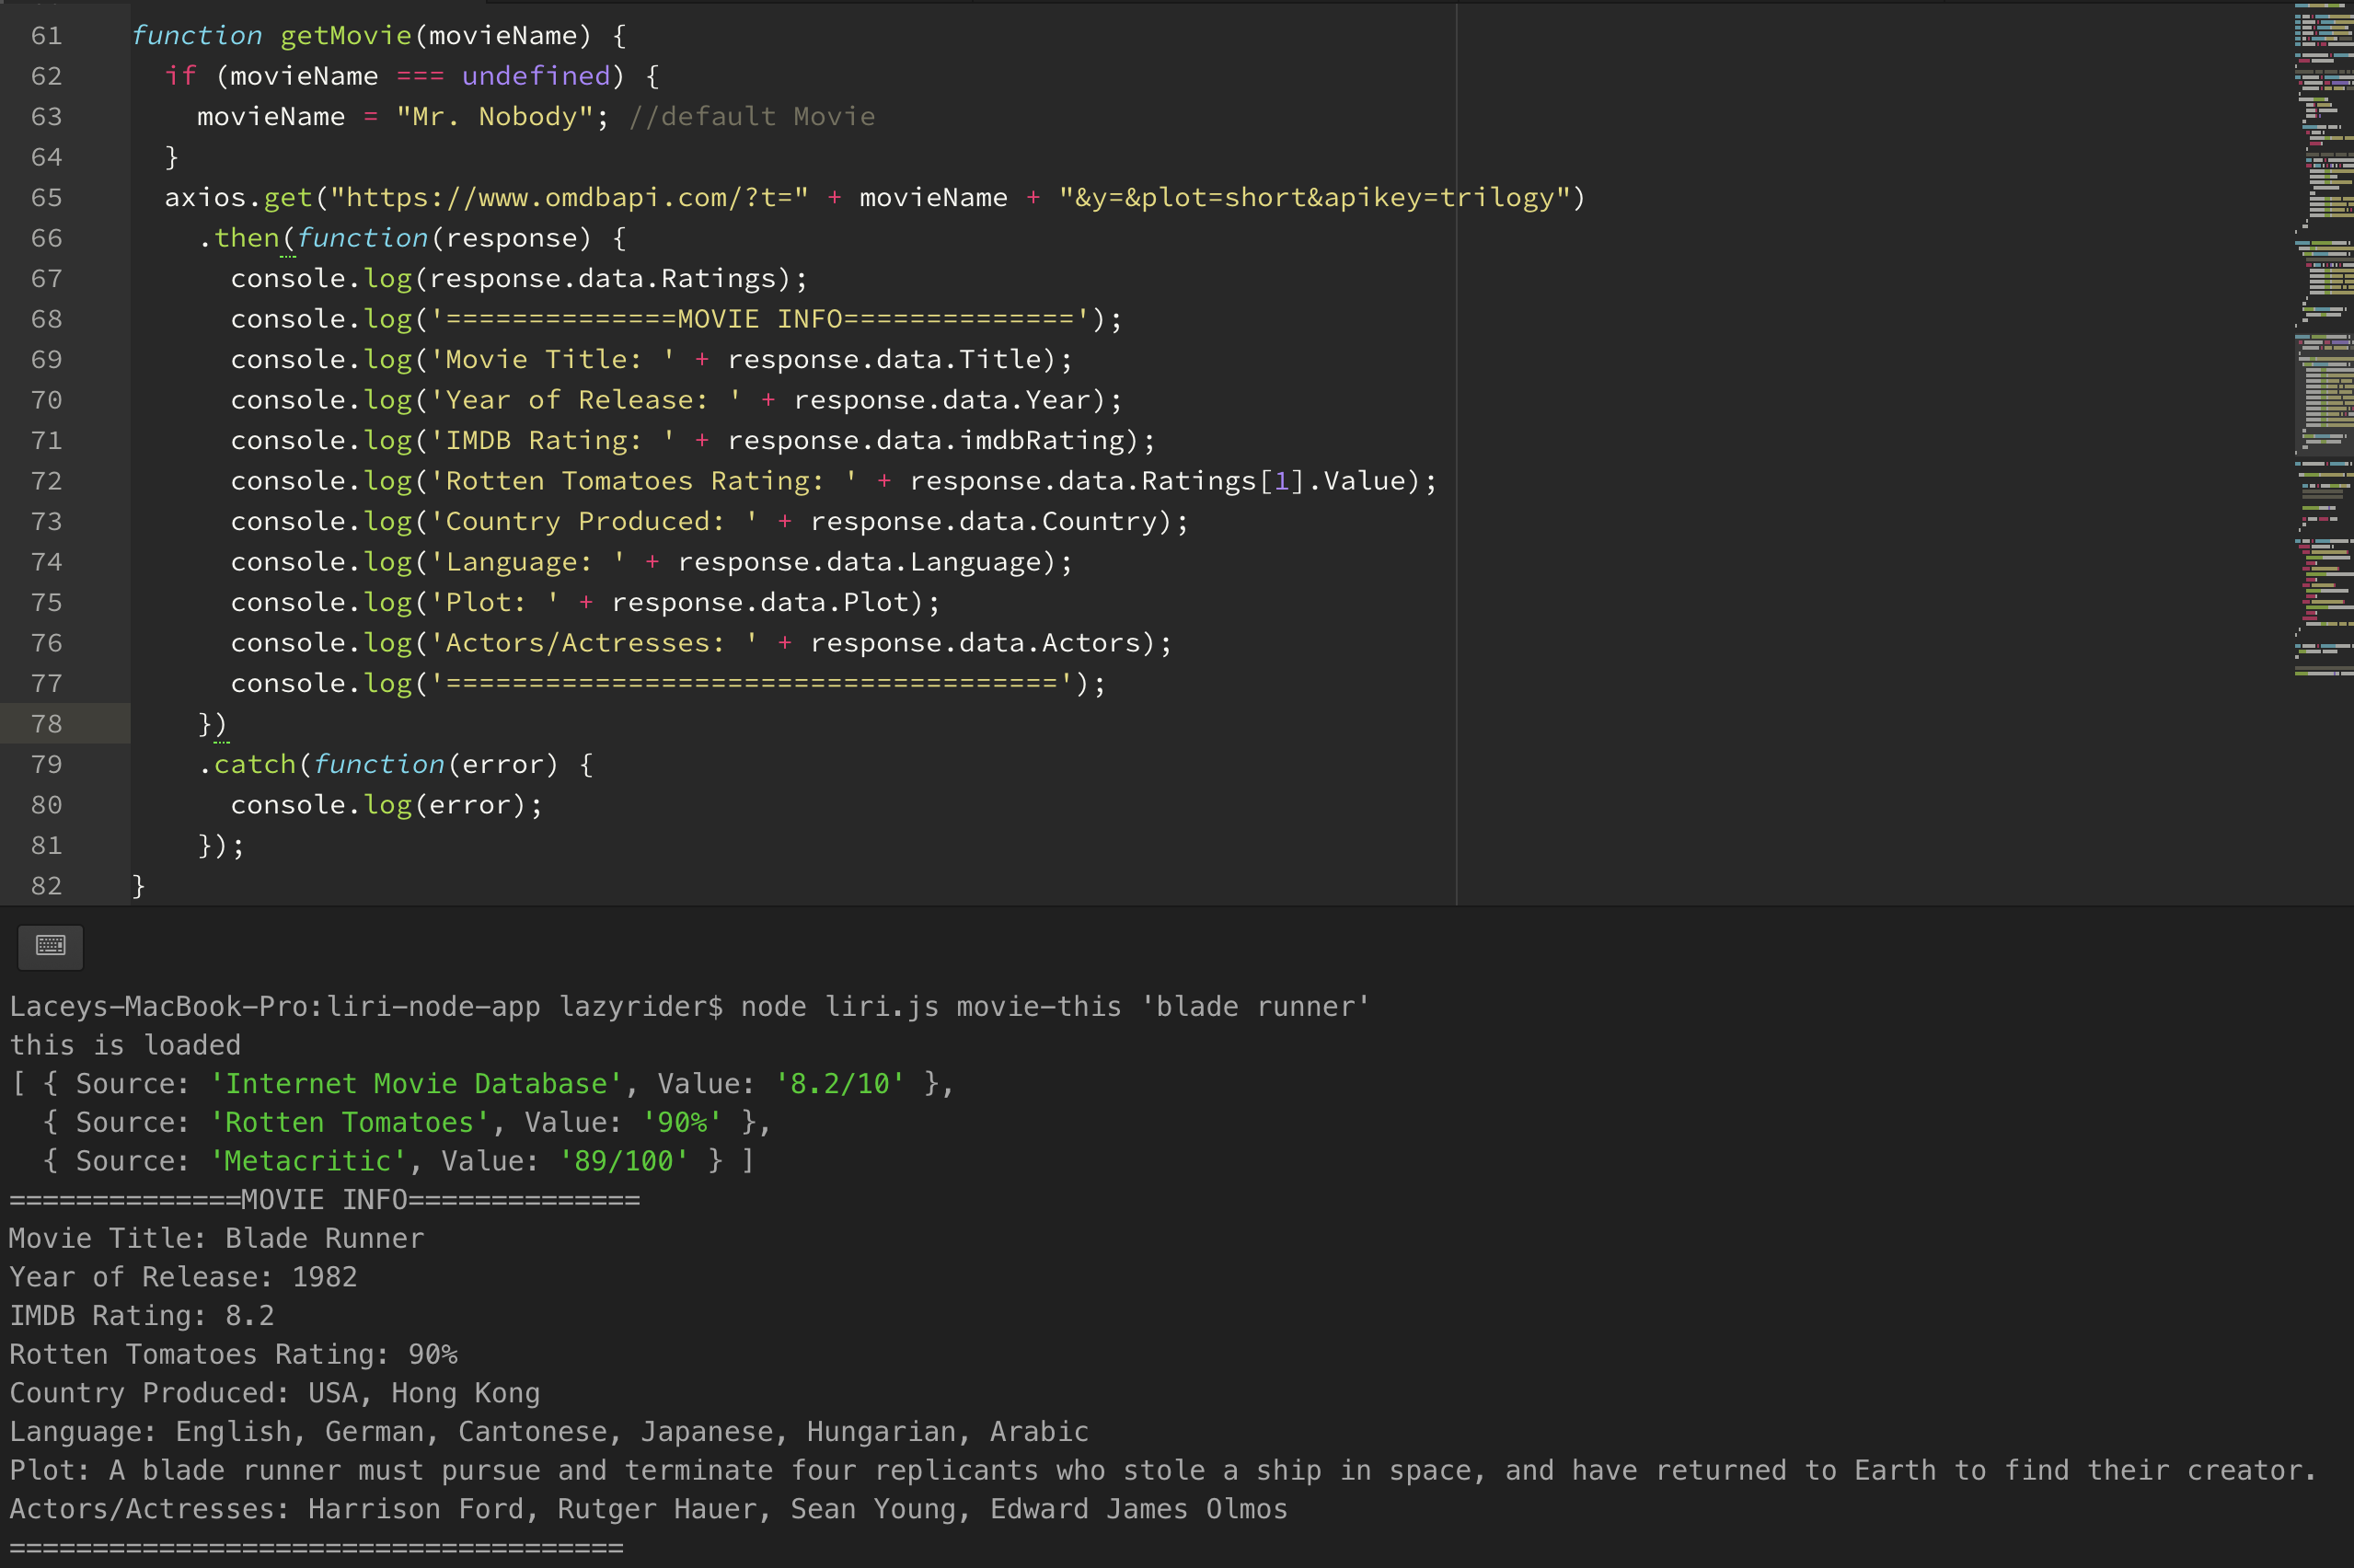 61 function getMovie(movieName) {
62 if (movieName === undefined) {
63 movieName = "Mr. Nobody"; //default Movie
64 }
65 axios.get("https://www.omdbapi.com/?t=" + movieName + "&y=&plot=short&apikey=trilogy")
66 .then(function(response) {
67 console.log(response.data.Ratings);
68 console.log('==============MOVIE INFO==============');
69 console.log('Movie Title: ' + response.data.Title);
70 console.log('Year of Release: ' + response.data.Year);
71 console.log('IMDB Rating: ' + response.data.imdbRating);
72 console.log('Rotten Tomatoes Rating: ' + response.data.Ratings[1].Value);
73 console.log('Country Produced: ' + response.data.Country);
74 console.log('Language: ' + response.data.Language);
75 console.log('Plot: ' + response.data.Plot);
76 console.log('Actors/Actresses: ' + response.data.Actors);
77 console.log('=====================================');
78 })
79 .catch(function(error) {
80 console.log(error);
81 });
82 }
Laceys-MacBook-Pro:liri-node-app lazyrider$ node liri.js movie-this 'blade runner'
this is loaded
[ { Source: 'Internet Movie Database', Value: '8.2/10' },
{ Source: 'Rotten Tomatoes', Value: '90%' },
{ Source: 'Metacritic', Value: '89/100' } ]
==============MOVIE INFO==============
Movie Title: Blade Runner
Year of Release: 1982
IMDB Rating: 8.2
Rotten Tomatoes Rating: 90%
Country Produced: USA, Hong Kong
Language: English, German, Cantonese, Japanese, Hungarian, Arabic
Plot: A blade runner must pursue and terminate four replicants who stole a ship in space, and have returned to Earth to find their creator.
Actors/Actresses: Harrison Ford, Rutger Hauer, Sean Young, Edward James Olmos
=====================================